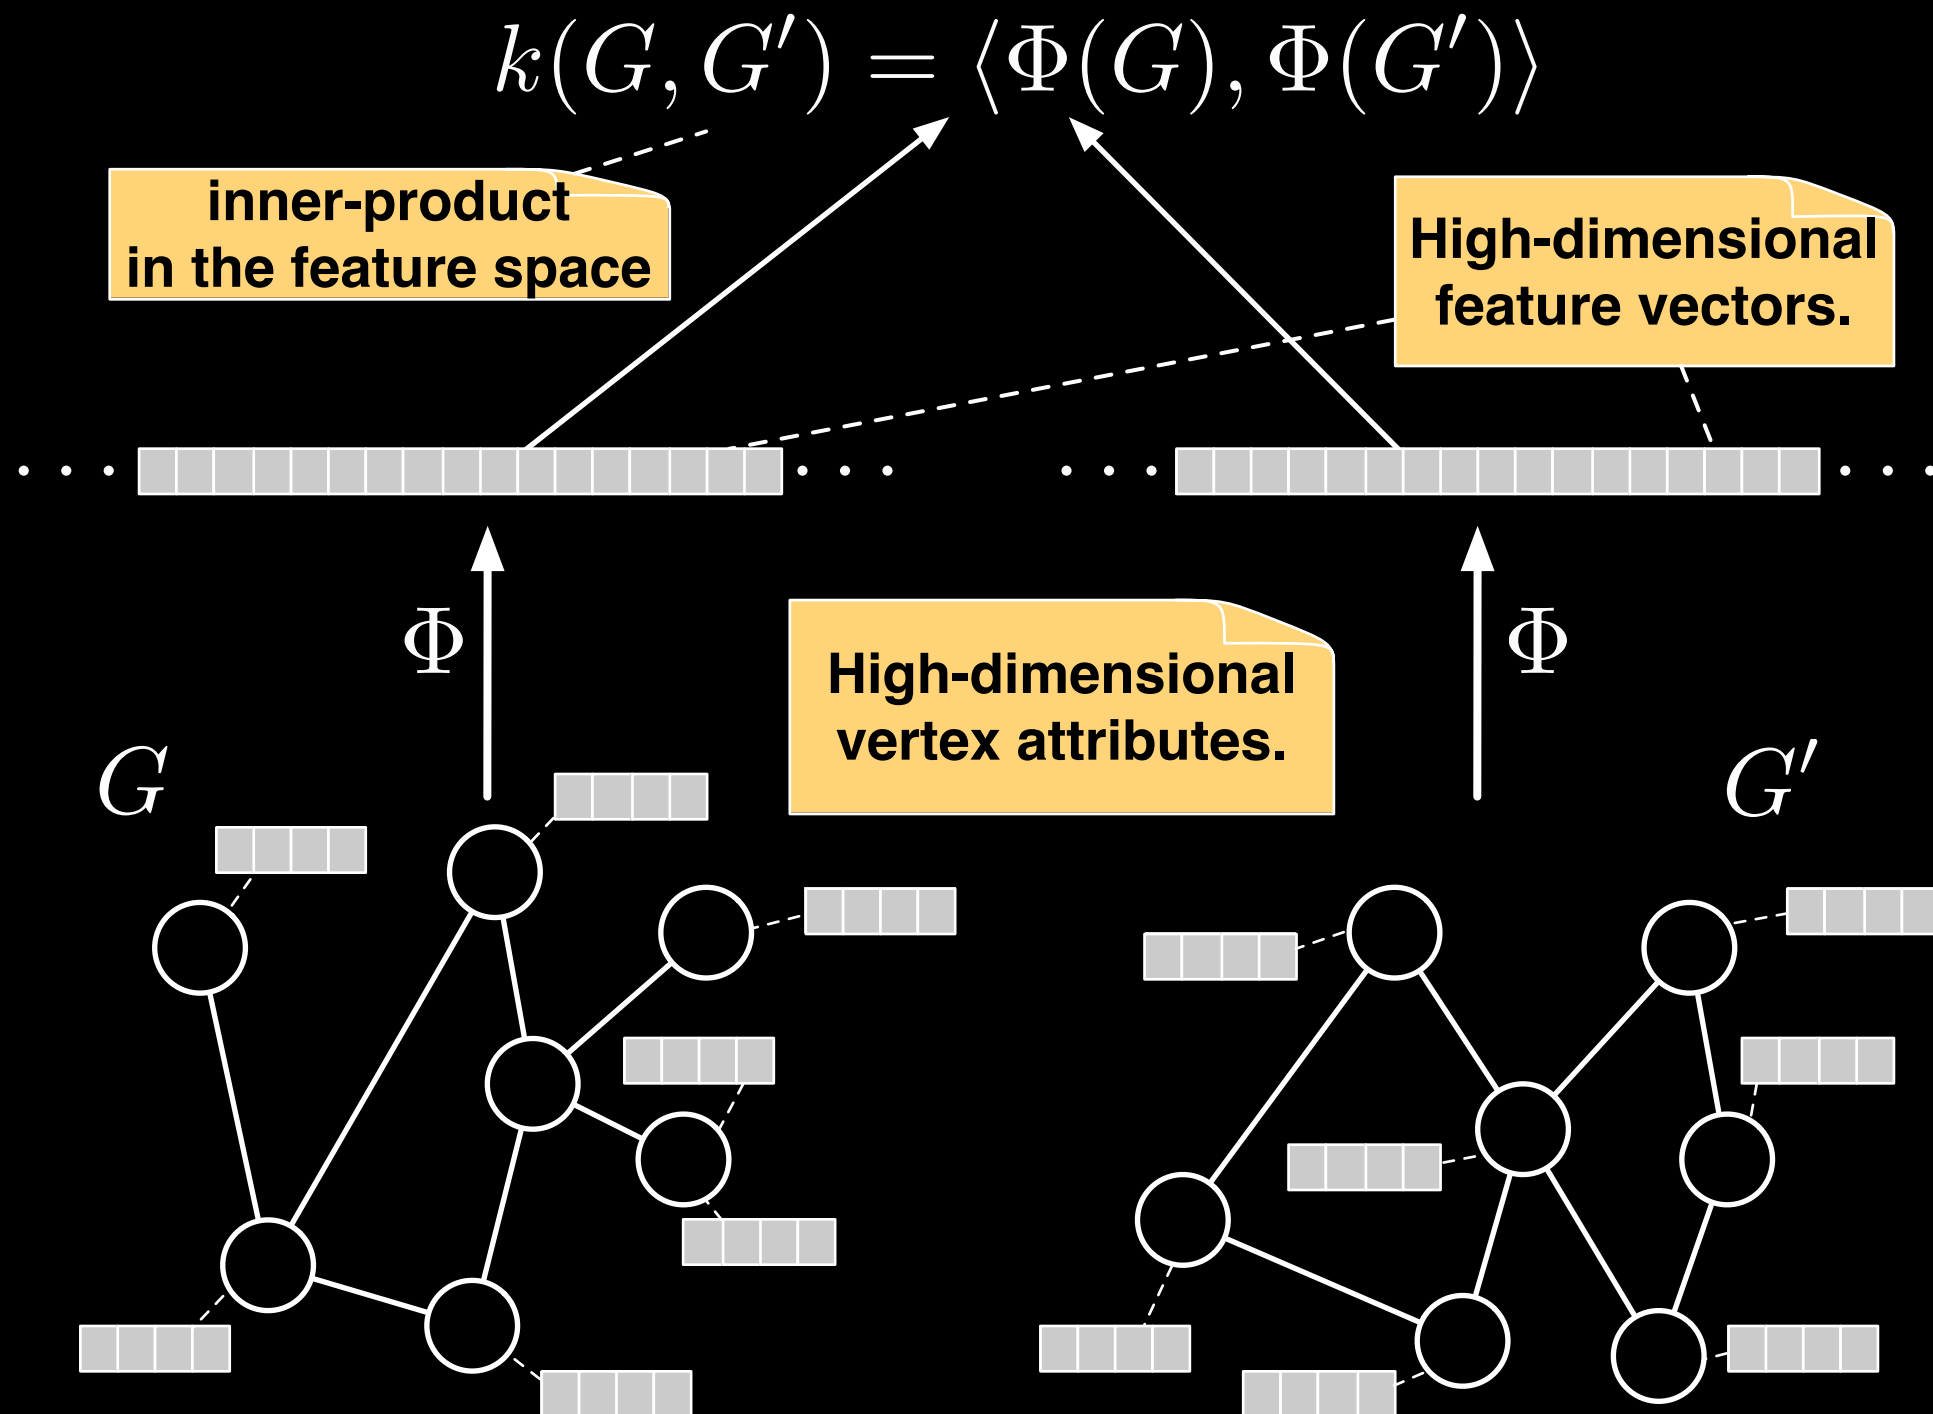 k(G, G′) = ⟨Φ(G), Φ(G′)⟩
inner-product
in the feature space
High-dimensional
feature vectors.
Φ
Φ
High-dimensional
vertex attributes.
G
G′